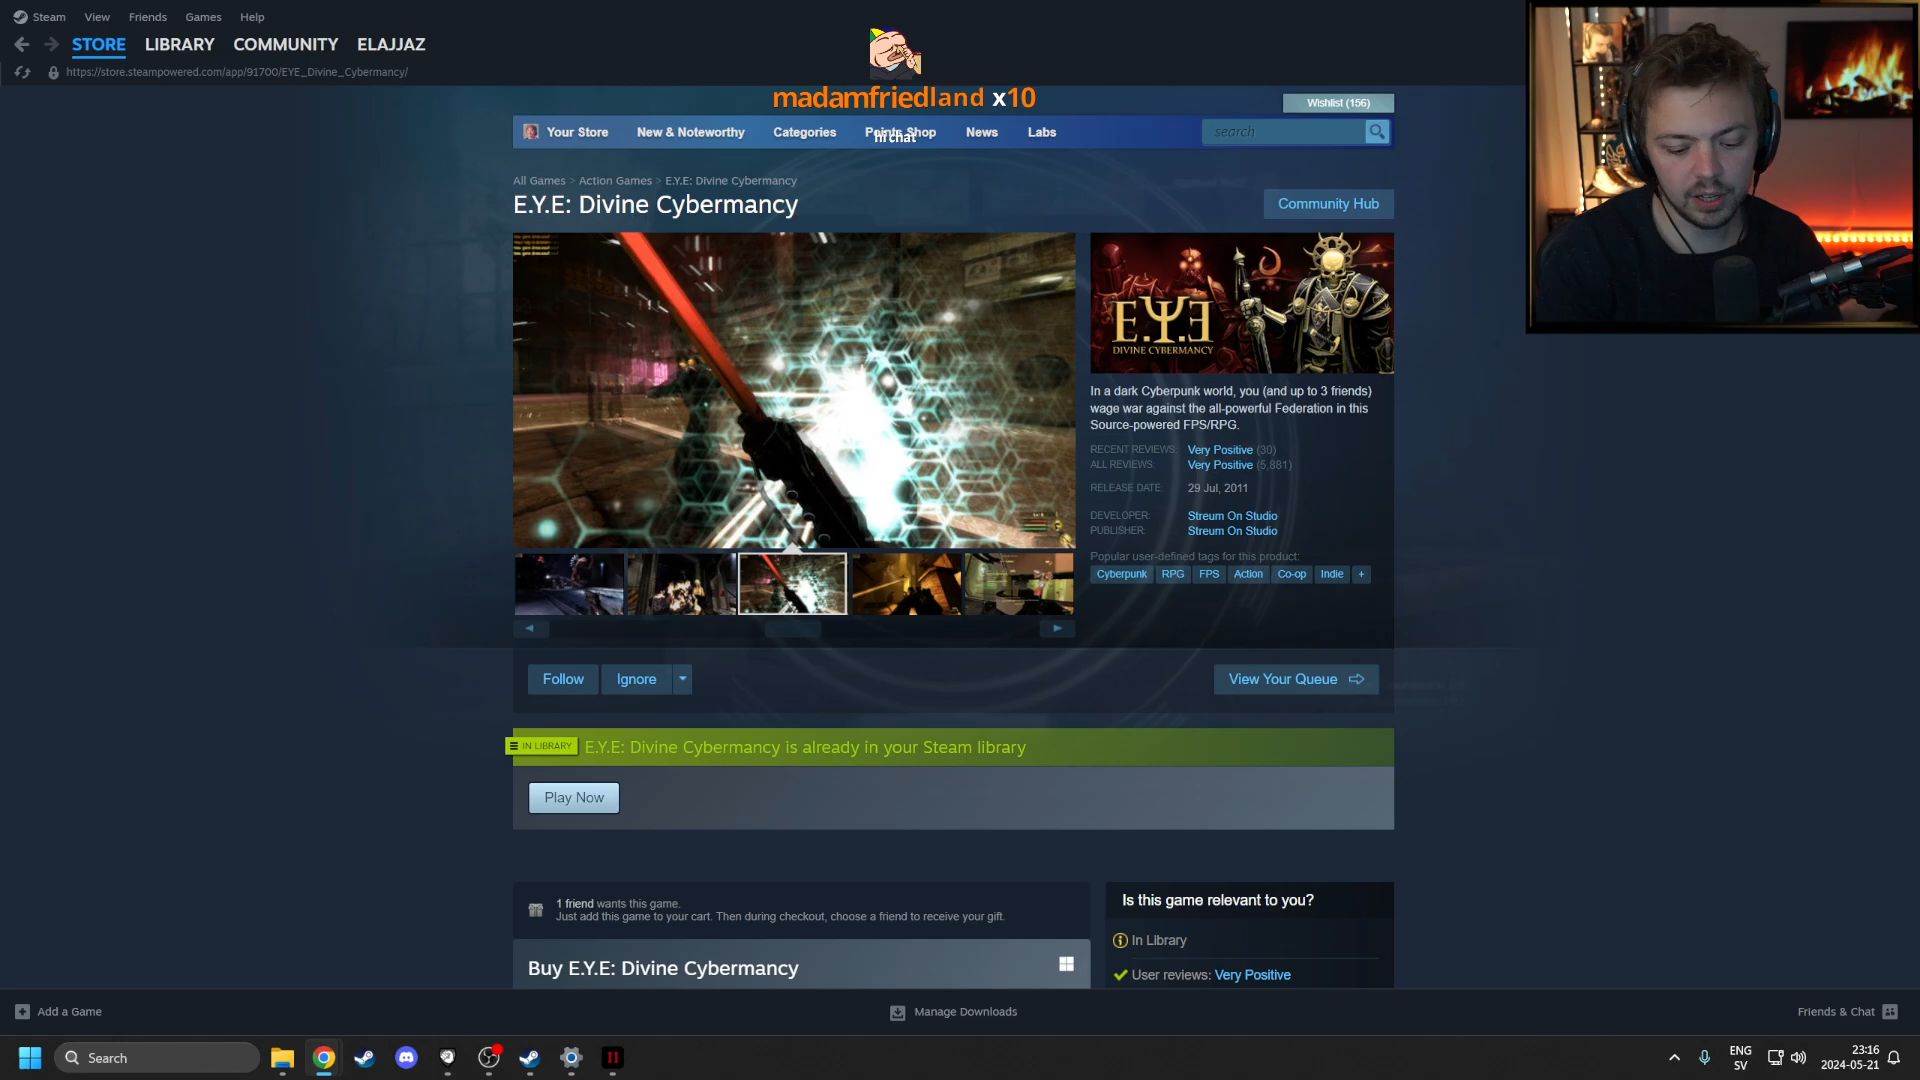 Steam View Friends Games Help
STORE LIBRARY COMMUNITY ELAJJAZ
https://store.steampowered.com/app/91700/EYE_Divine_Cybermancy/
madamfriedland x10
hi chat
Wishlist (156)
Your Store New & Noteworthy Categories Points Shop News Labs
search
All Games > Action Games > E.Y.E: Divine Cybermancy
E.Y.E: Divine Cybermancy
Community Hub
E.Y.E
DIVINE CYBERMANCY
In a dark Cyberpunk world, you (and up to 3 friends)
wage war against the all-powerful Federation in this
Source-powered FPS/RPG.
RECENT REVIEWS: Very Positive (30)
ALL REVIEWS: Very Positive (5,881)
RELEASE DATE: 29 Jul, 2011
DEVELOPER: Streum On Studio
PUBLISHER: Streum On Studio
Popular user-defined tags for this product:
Cyberpunk RPG FPS Action Co-op Indie +
Follow Ignore
View Your Queue
IN LIBRARY E.Y.E: Divine Cybermancy is already in your Steam library
Play Now
1 friend wants this game.
Just add this game to your cart. Then during checkout, choose a friend to receive your gift.
Buy E.Y.E: Divine Cybermancy
Is this game relevant to you?
In Library
User reviews: Very Positive
Add a Game
Manage Downloads
Friends & Chat
Search
ENG
SV
23:16
2024-05-21